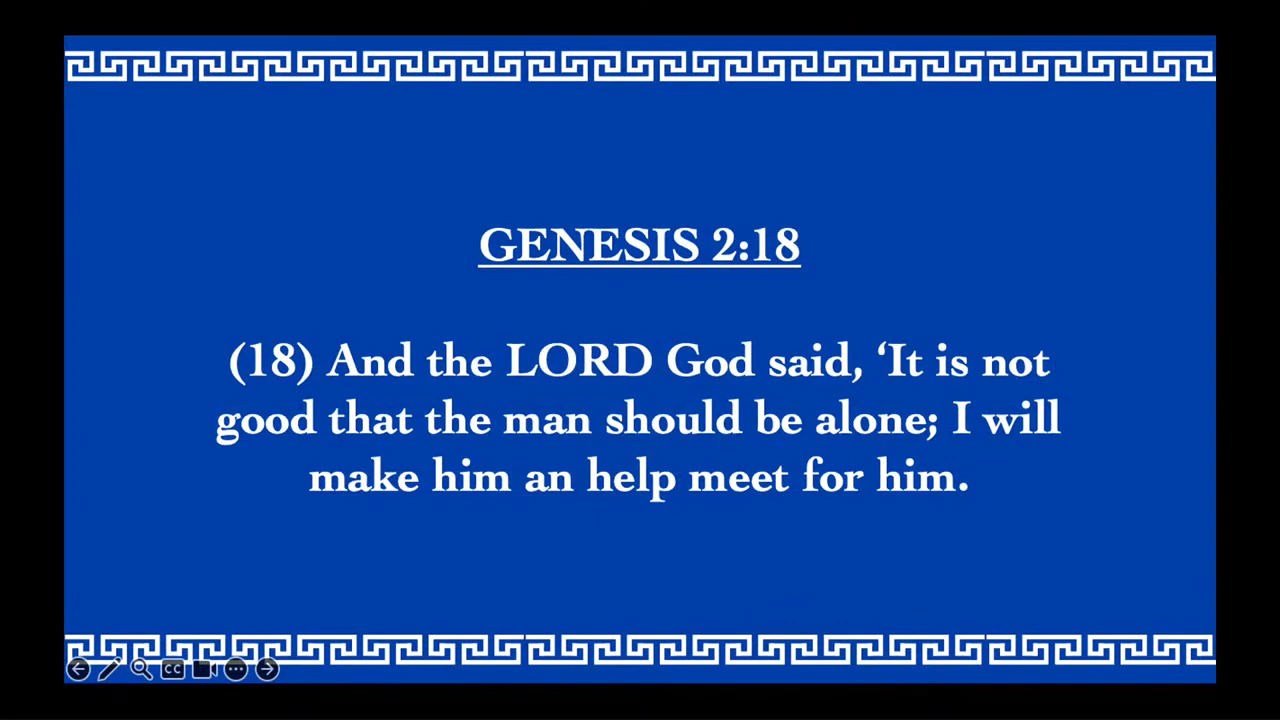 GENESIS 2:18
(18) And the LORD God said, ‘It is not
good that the man should be alone; I will
make him an help meet for him.
CC